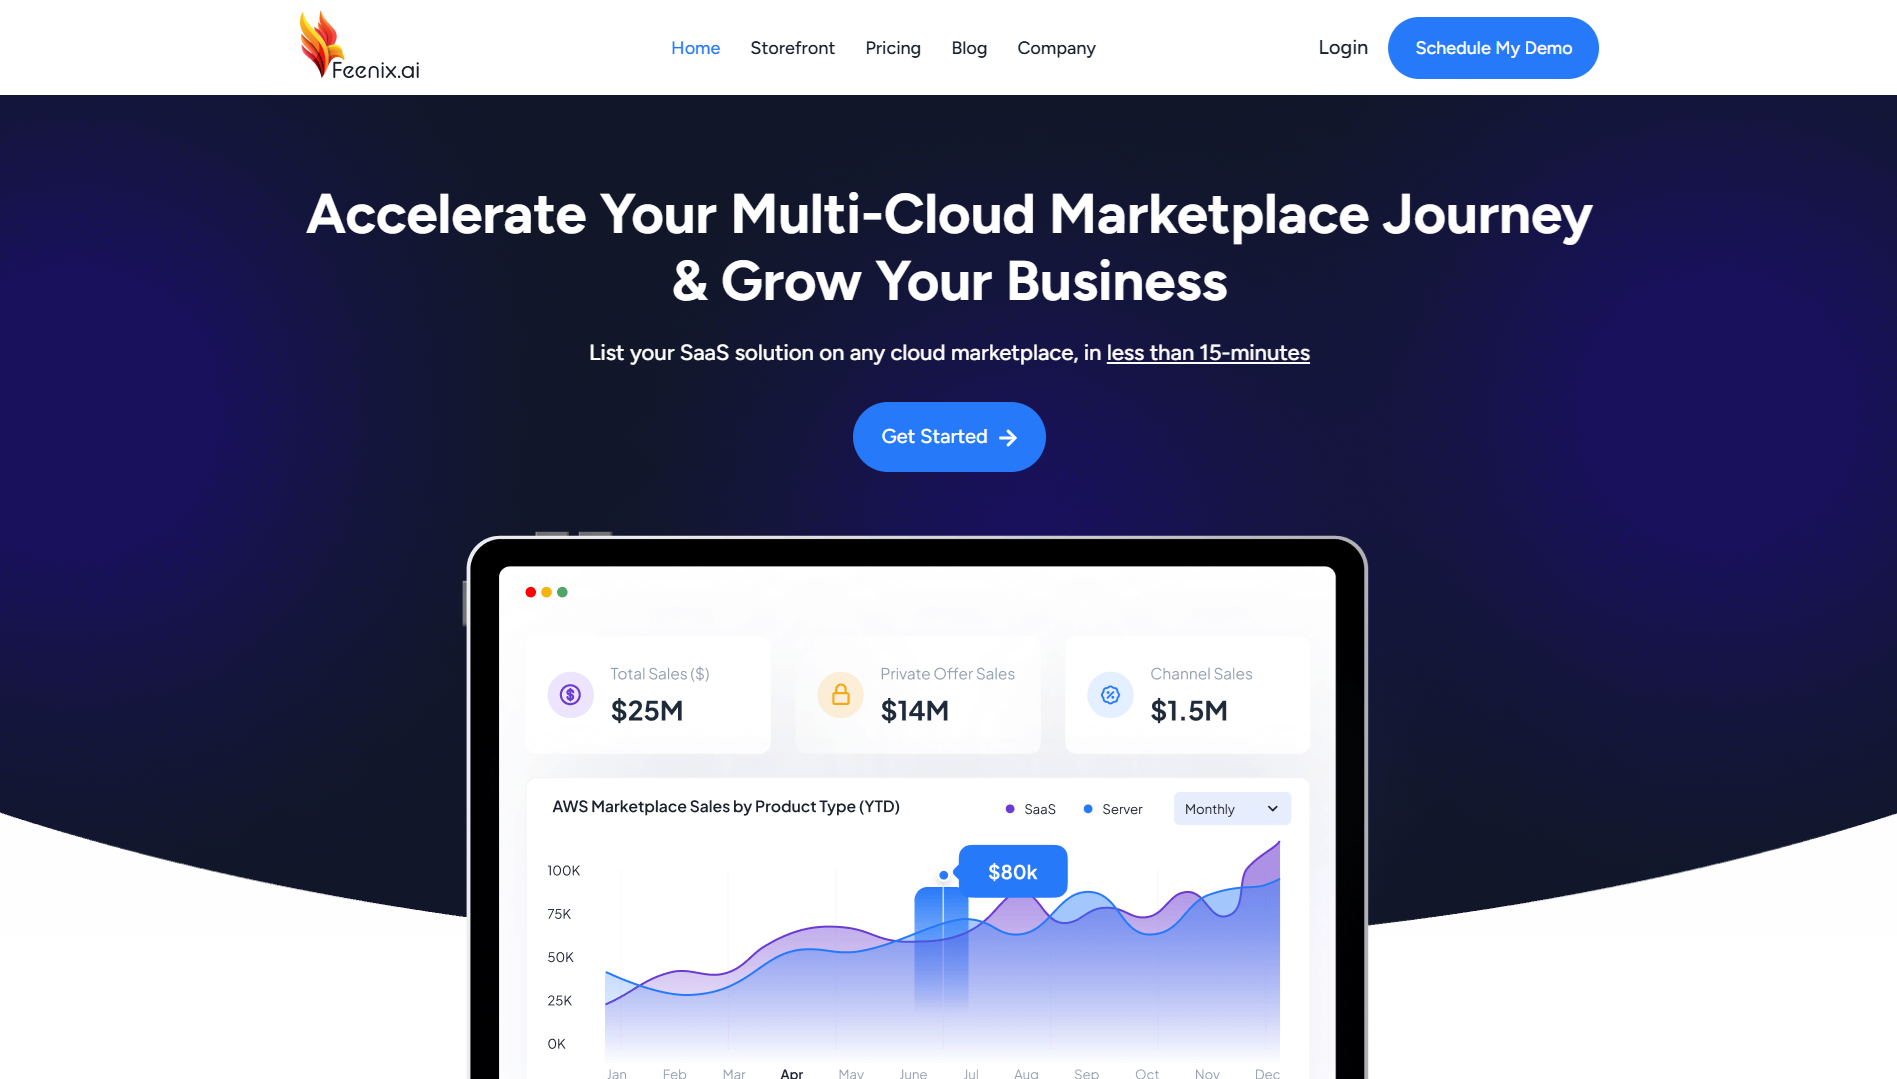 Feenix.ai
Home Storefront Pricing Blog Company
Login Schedule My Demo
Accelerate Your Multi-Cloud Marketplace Journey
& Grow Your Business
List your SaaS solution on any cloud marketplace, in less than 15-minutes
Get Started
Total Sales ($)
$25M
Private Offer Sales
$14M
Channel Sales
$1.5M
AWS Marketplace Sales by Product Type (YTD)
SaaS Server Monthly
$80k
100K
75K
50K
25K
0K
Jan Feb Mar Apr May June Jul Aug Sep Oct Nov Dec